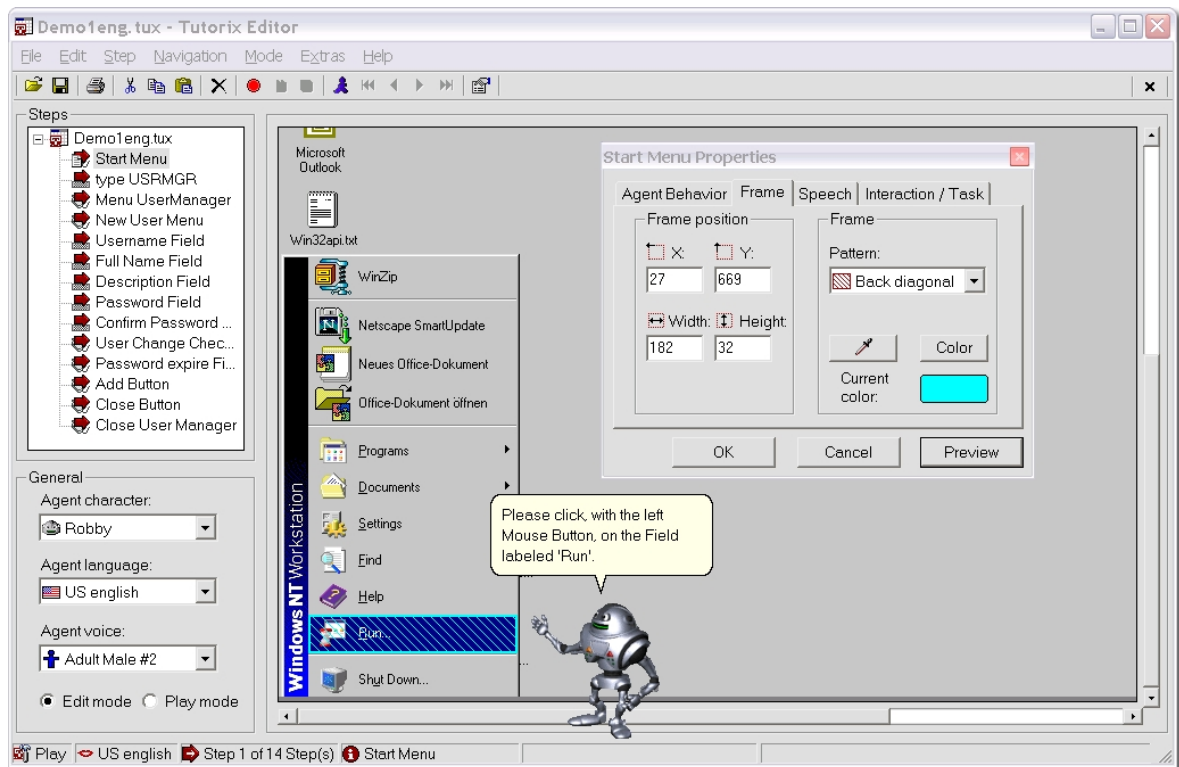 Demo1eng.tux - Tutorix Editor
File Edit Step Navigation Mode Extras Help
Steps
Demo1eng.tux
Start Menu
type USRMGR
Menu UserManager
New User Menu
Username Field
Full Name Field
Description Field
Password Field
Confirm Password ...
User Change Chec...
Password expire Fi...
Add Button
Close Button
Close User Manager
General
Agent character:
Robby
Agent language:
US english
Agent voice:
Adult Male #2
Edit mode Play mode
Microsoft
Outlook
Win32api.txt
Windows NT Workstation
WinZip
Netscape SmartUpdate
Neues Office-Dokument
Office-Dokument öffnen
Programs
Documents
Settings
Find
Help
Run...
Shut Down...
Start Menu Properties
Agent Behavior Frame Speech Interaction / Task
Frame position
X: Y:
27 669
Width: Height:
182 32
Frame
Pattern:
Back diagonal
Color
Current
color:
OK Cancel Preview
Please click, with the left
Mouse Button, on the Field
labeled 'Run'.
...
...
Play US english Step 1 of 14 Step(s) Start Menu